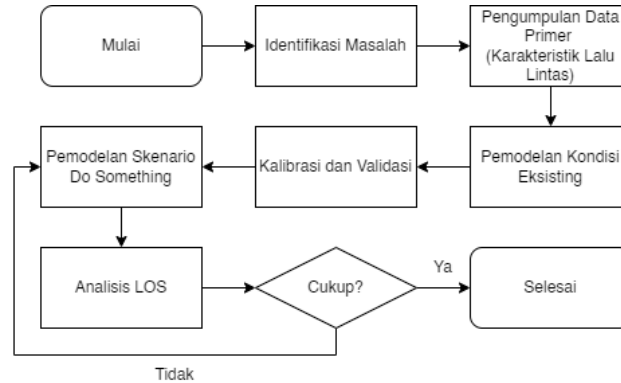 Mulai
Identifikasi Masalah
Pengumpulan Data
Primer
(Karakteristik Lalu
Lintas)
Pemodelan Skenario
Do Something
Kalibrasi dan Validasi
Pemodelan Kondisi
Eksisting
Analisis LOS
Cukup?
Ya
Selesai
Tidak